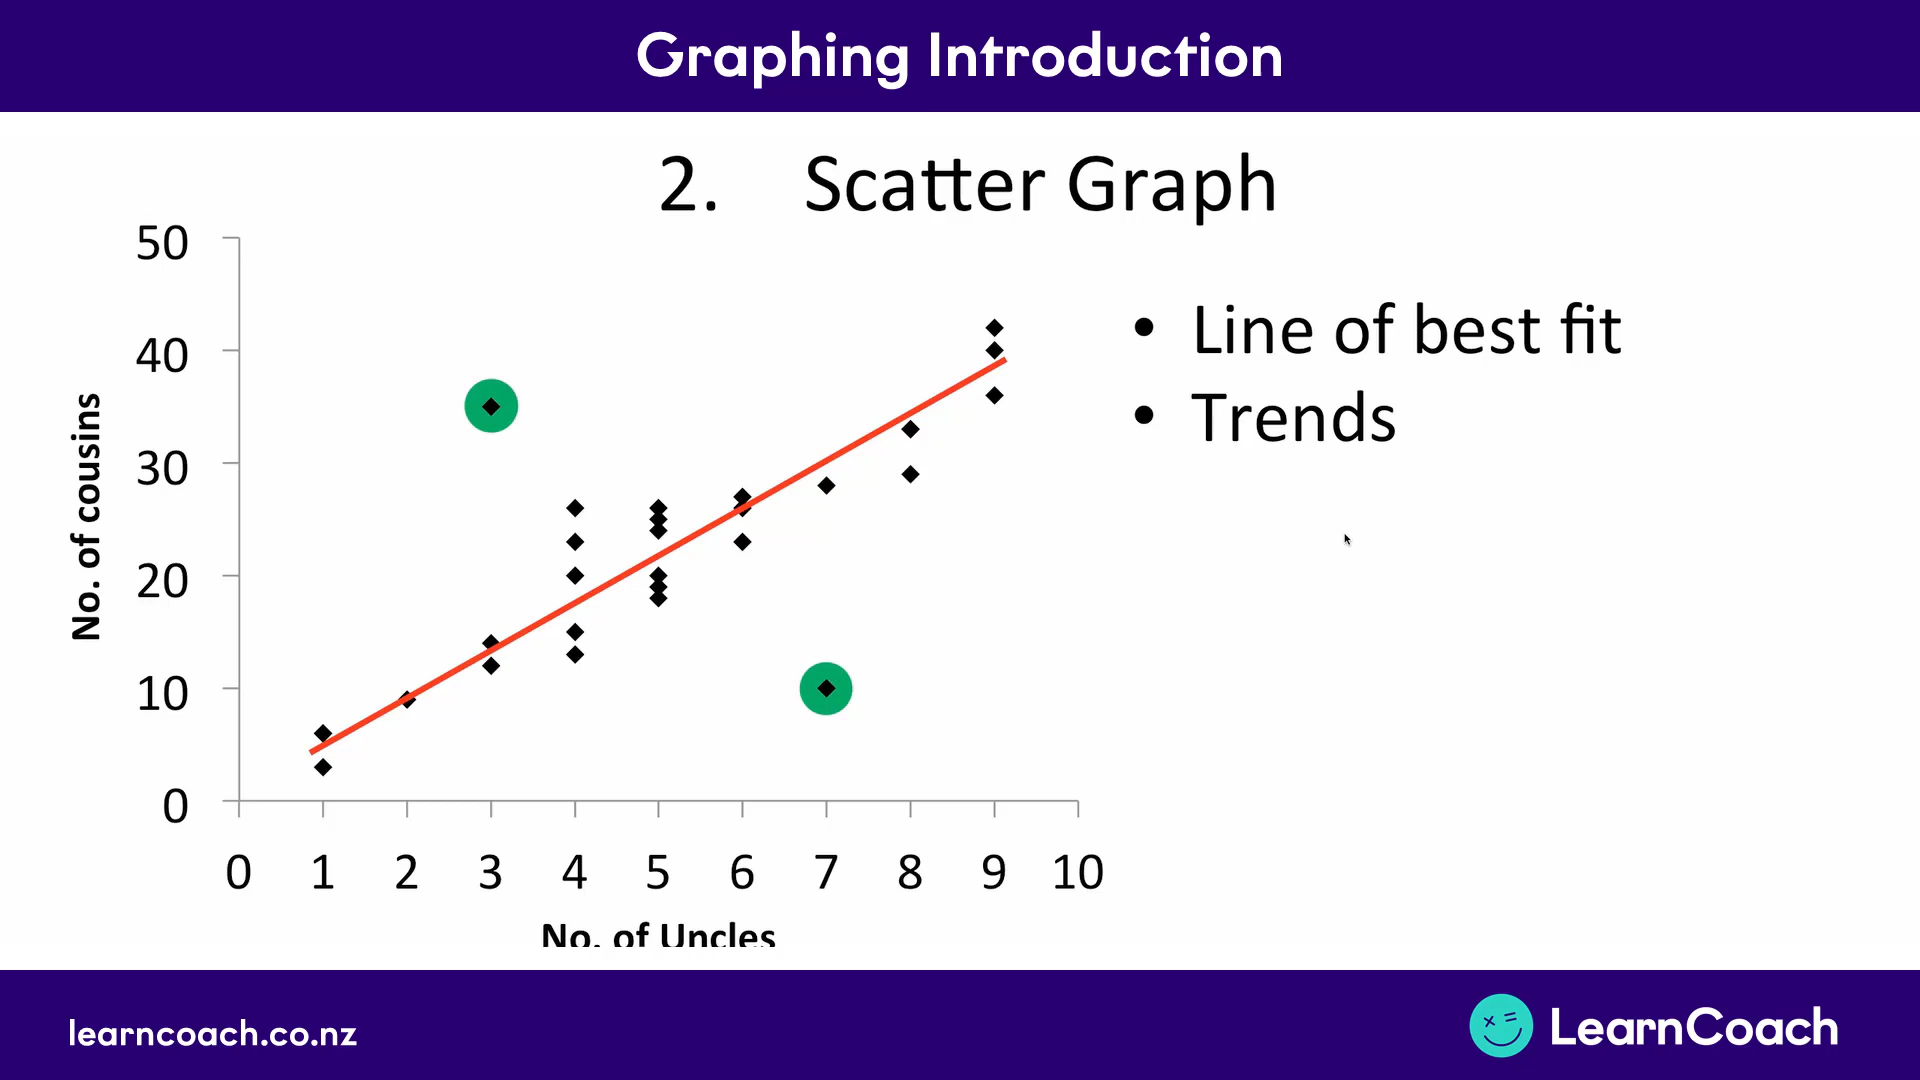 Graphing Introduction
2. Scatter Graph
50
40
30
20
10
0
No. of cousins
0 1 2 3 4 5 6 7 8 9 10
No. of Uncles
• Line of best fit
• Trends
learncoach.co.nz
LearnCoach